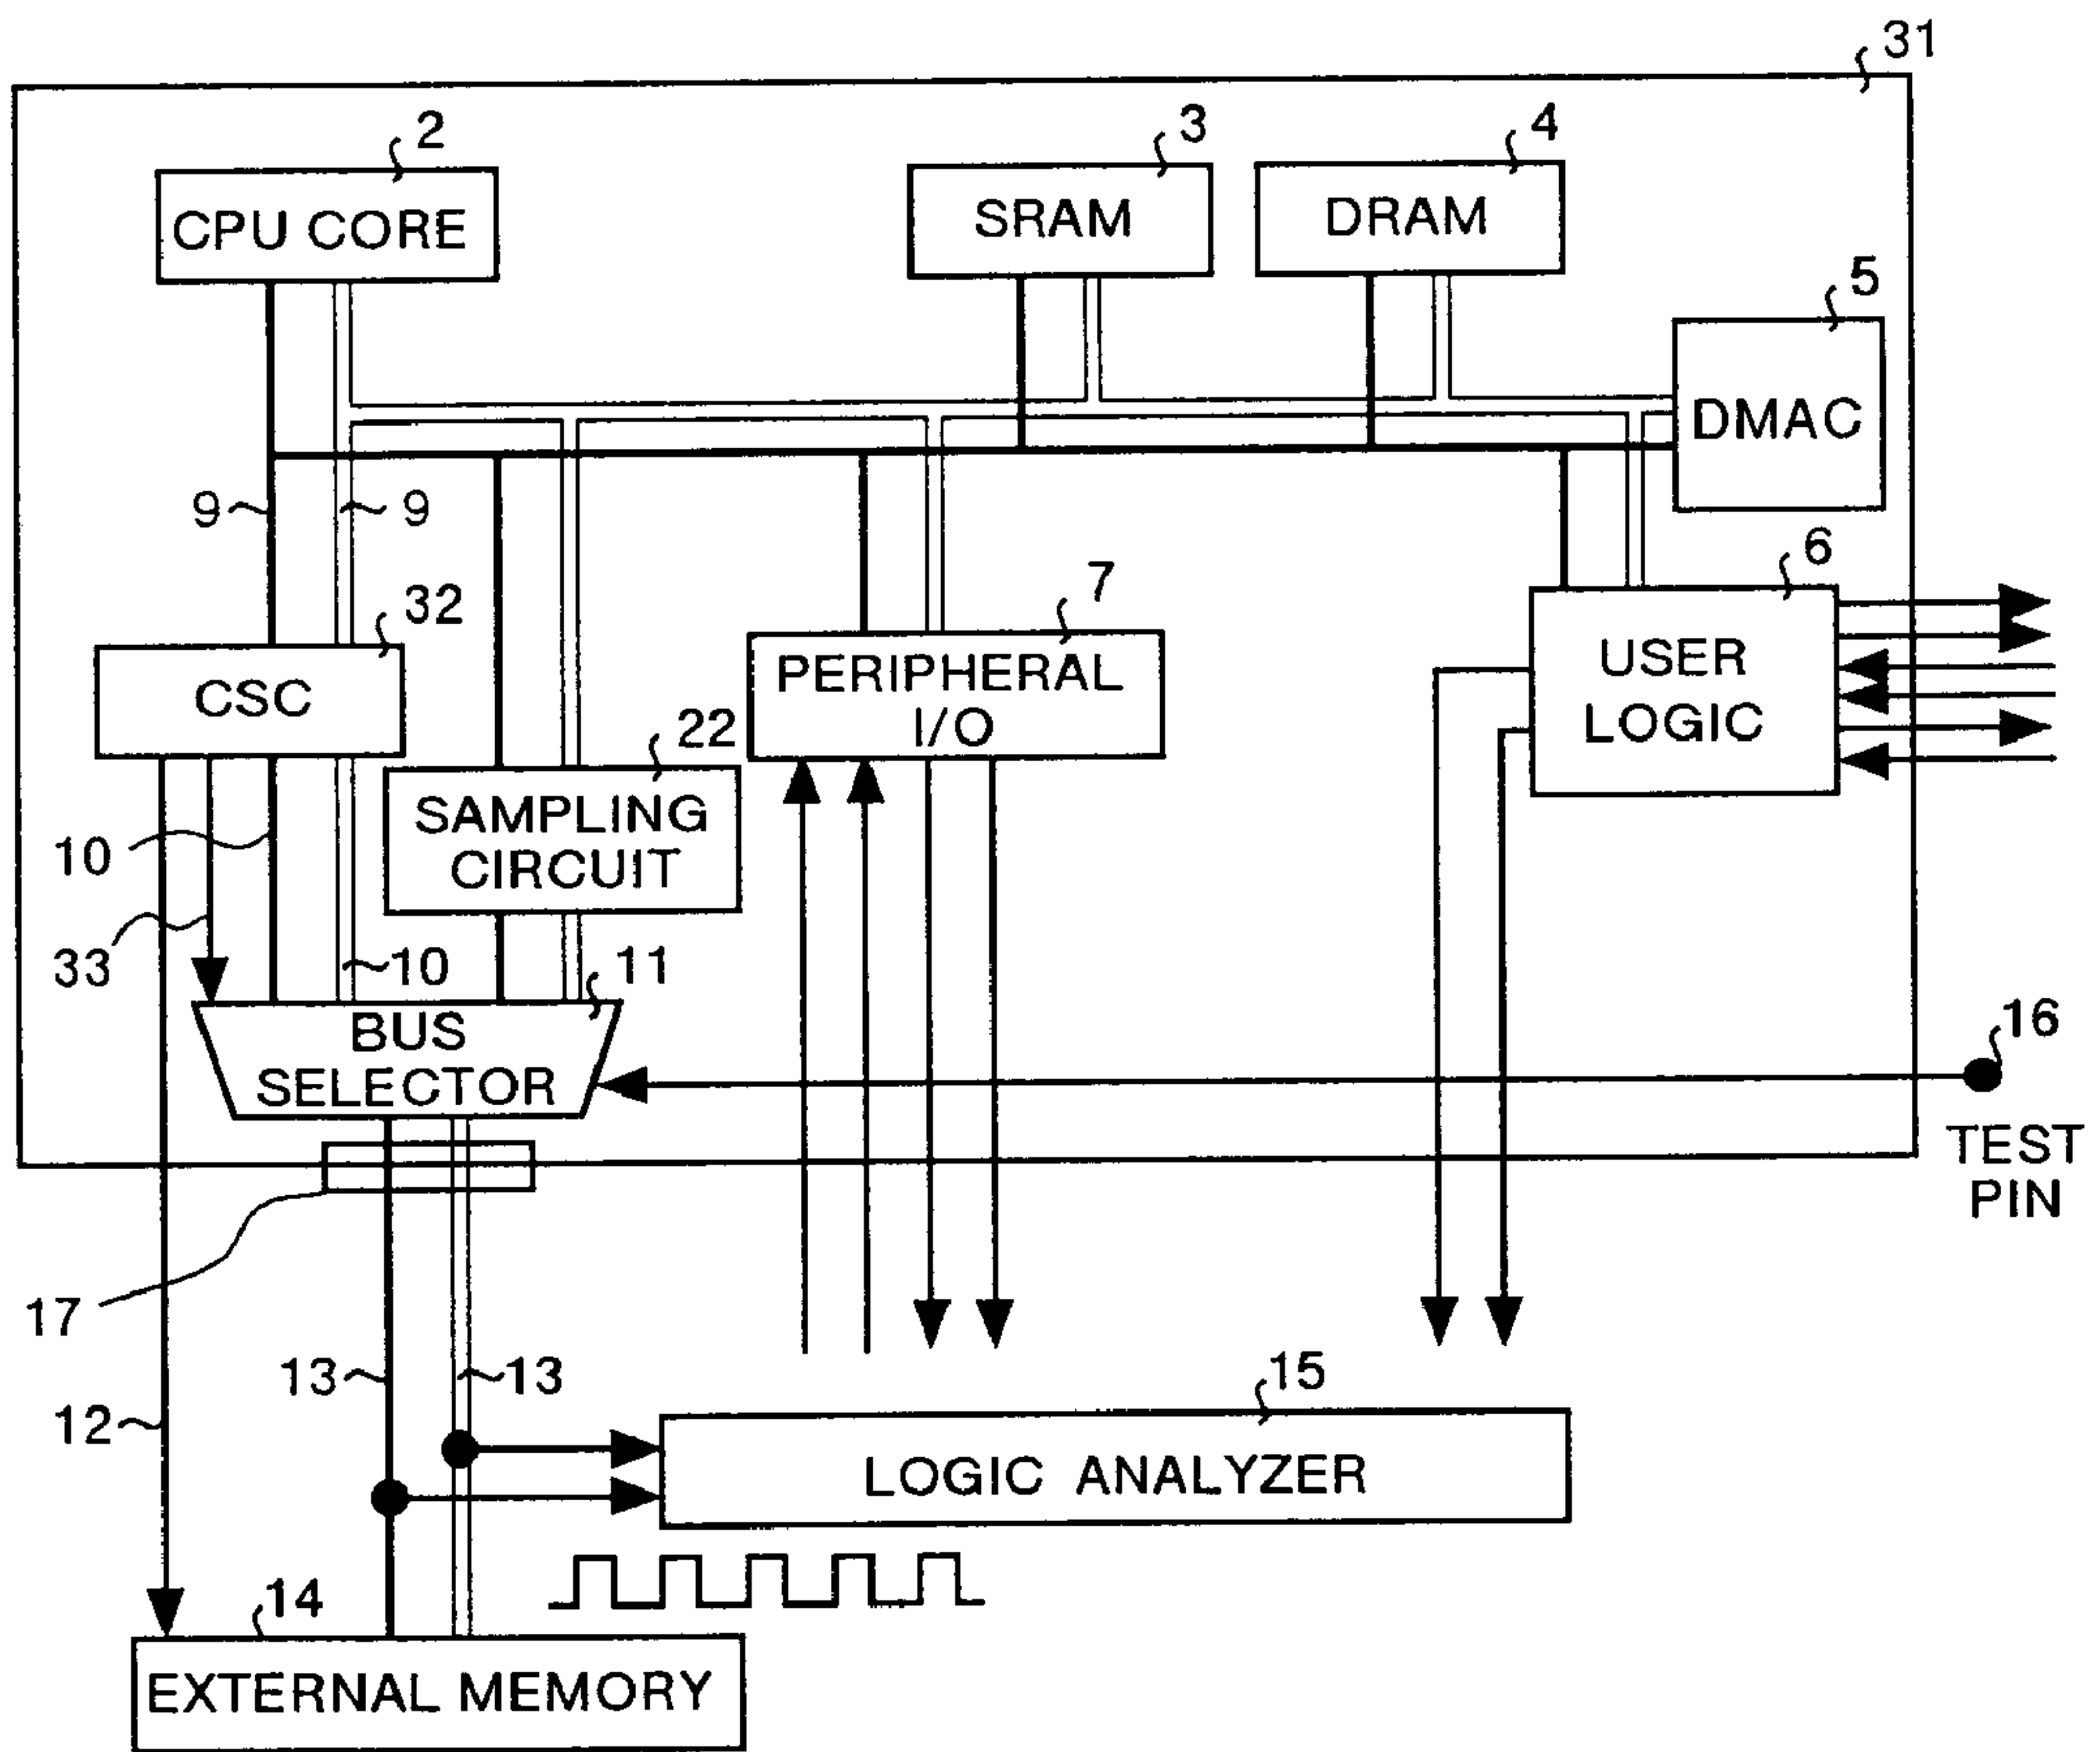 31
2
3
4
CPU CORE
SRAM
DRAM
5
DMAC
9
9
6
32
7
USER
LOGIC
CSC
PERIPHERAL
I/O
22
SAMPLING
CIRCUIT
10
33
10
11
BUS
SELECTOR
16
TEST
PIN
17
13
13
15
12
LOGIC ANALYZER
14
EXTERNAL MEMORY